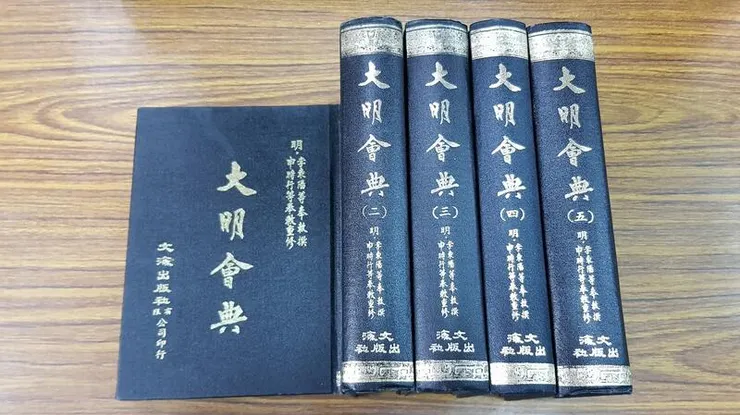 明·李東陽等奉敕撰
申時行等奉敕重修
大明會典
文海出版社有限公司印行
大明會典(二)
明·李東陽等奉敕撰
申時行等奉敕重修
文海出版社
大明會典(三)
明·李東陽等奉敕撰
申時行等奉敕重修
文海出版社
大明會典(四)
明·李東陽等奉敕撰
申時行等奉敕重修
文海出版社
大明會典(五)
明·李東陽等奉敕撰
申時行等奉敕重修
文海出版社